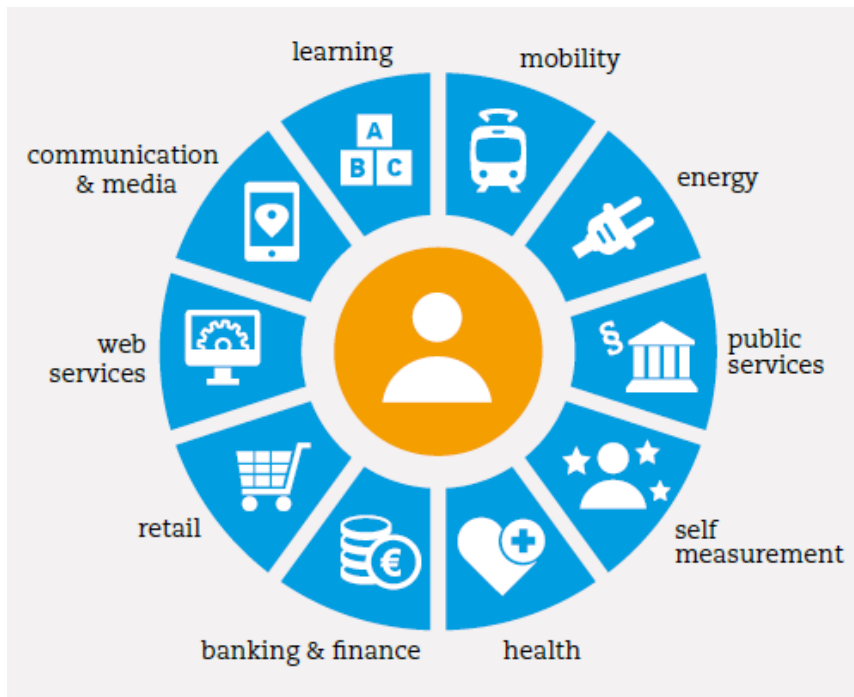 learning
mobility
communication
& media
A
B C
energy
web
services
§
public
services
retail
€
self
measurement
banking & finance
health